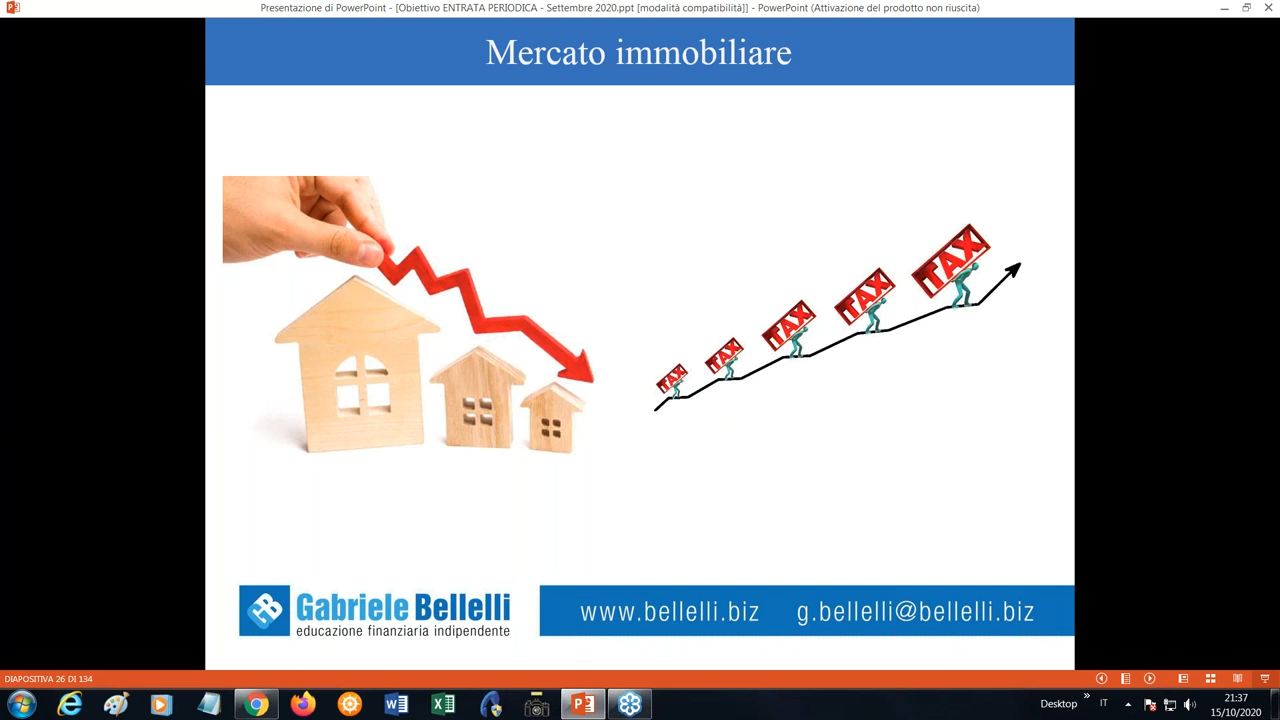 Presentazione di PowerPoint - [Obiettivo ENTRATA PERIODICA - Settembre 2020.ppt [modalità compatibilità]] - PowerPoint (Attivazione del prodotto non riuscita)
Mercato immobiliare
TAX
TAX
TAX
TAX
TAX
Gabriele Bellelli
educazione finanziaria indipendente
www.bellelli.biz g.bellelli@bellelli.biz
DIAPOSITIVA 26 DI 134
Desktop
IT
21:37
15/10/2020